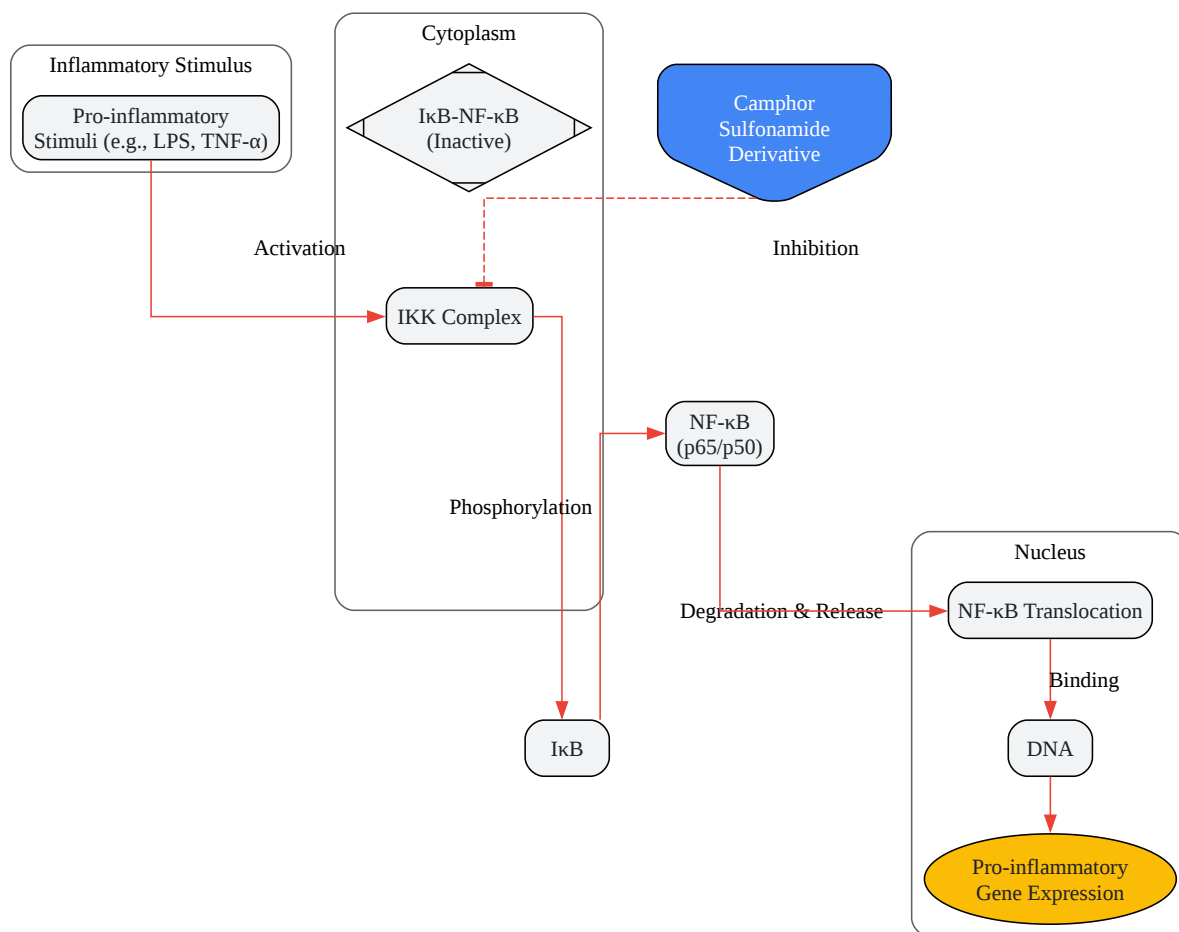 Inflammatory Stimulus
Pro-inflammatory
Stimuli (e.g., LPS, TNF-α)
Cytoplasm
IκB-NF-κB
(Inactive)
Camphor
Sulfonamide
Derivative
Activation
Inhibition
IKK Complex
NF-κB
(p65/p50)
Phosphorylation
Nucleus
NF-κB Translocation
Degradation & Release
Binding
IκB
DNA
Pro-inflammatory
Gene Expression